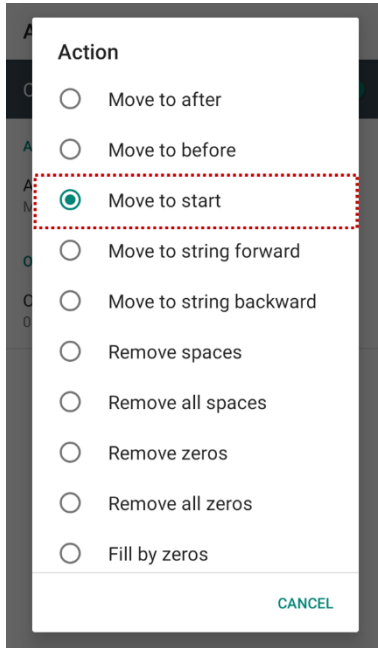 Action
Move to after
Move to before
Move to start
Move to string forward
Move to string backward
Remove spaces
Remove all spaces
Remove zeros
Remove all zeros
Fill by zeros
CANCEL